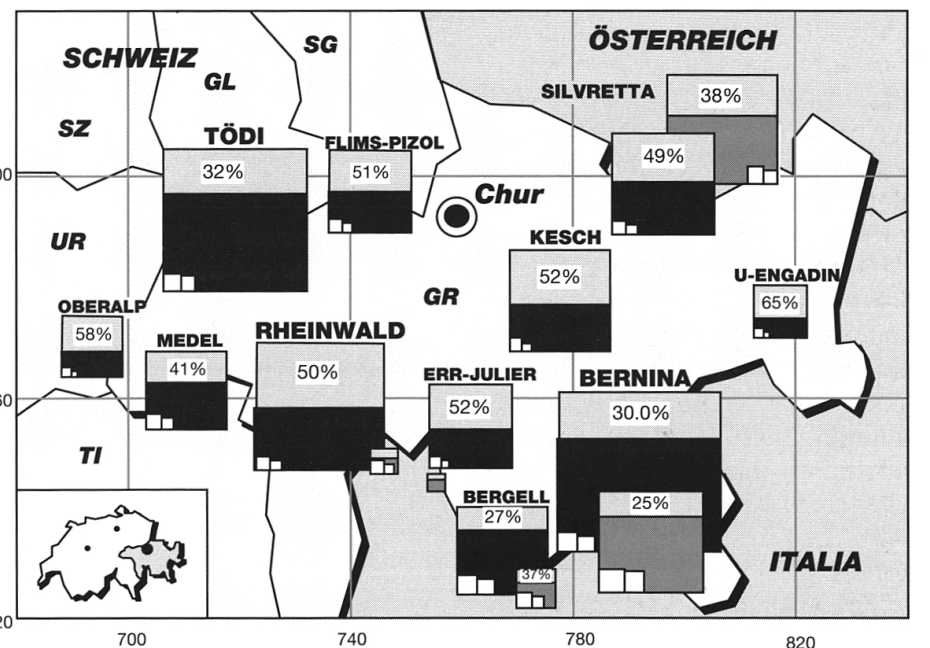 SG
ÖSTERREICH
SCHWEIZ
GL
SILVRETTA
38%
SZ
TÖDI
FLIMS-PIZOL
49%
32%
51%
Chur
UR
KESCH
52%
GR
U-ENGADIN
65%
OBERALP
58%
MEDEL
41%
RHEINWALD
50%
ERR-JULIER
52%
BERNINA
30.0%
TI
BERGELL
27%
25%
37%
ITALIA
700
740
780
820